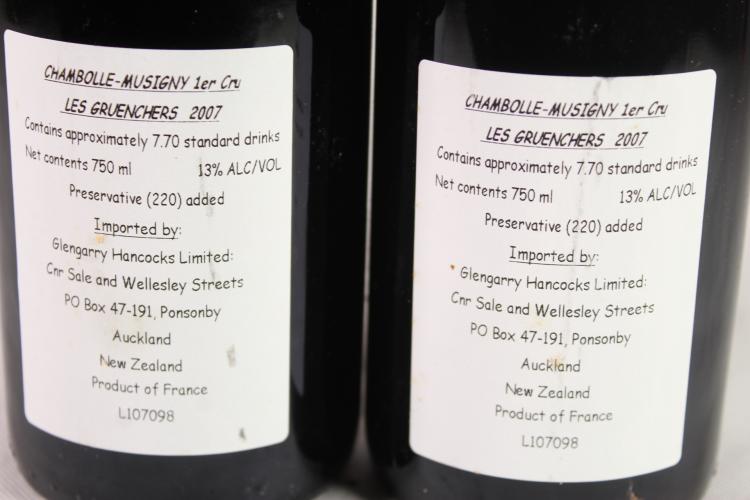 CHAMBOLLE-MUSIGNY 1er Cru
LES GRUENCHERS 2007
Contains approximately 7.70 standard drinks
Net contents 750 ml 13% ALC/VOL
Preservative (220) added
Imported by:
Glengarry Hancocks Limited:
Cnr Sale and Wellesley Streets
PO Box 47-191, Ponsonby
Auckland
New Zealand
Product of France
L107098
CHAMBOLLE-MUSIGNY 1er Cru
LES GRUENCHERS 2007
Contains approximately 7.70 standard drinks
Net contents 750 ml 13% ALC/VOL
Preservative (220) added
Imported by:
Glengarry Hancocks Limited:
Cnr Sale and Wellesley Streets
PO Box 47-191, Ponsonby
Auckland
New Zealand
Product of France
L107098